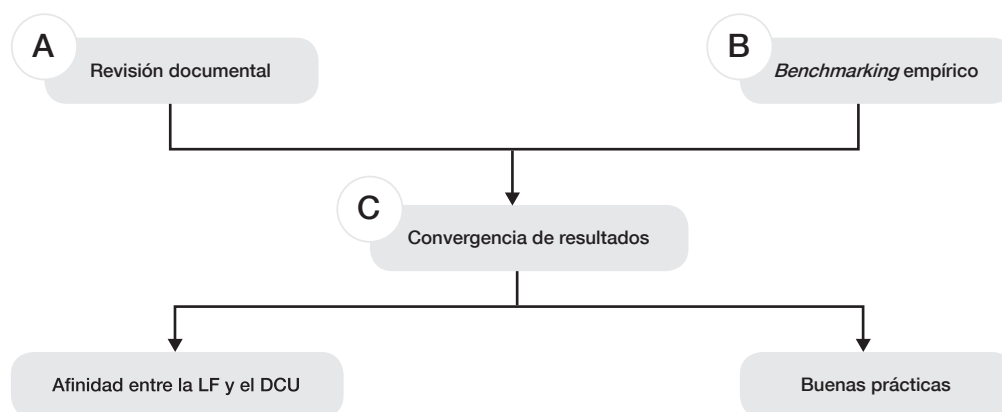 A
Revisión documental
B
Benchmarking empírico
C
Convergencia de resultados
Afinidad entre la LF y el DCU
Buenas prácticas